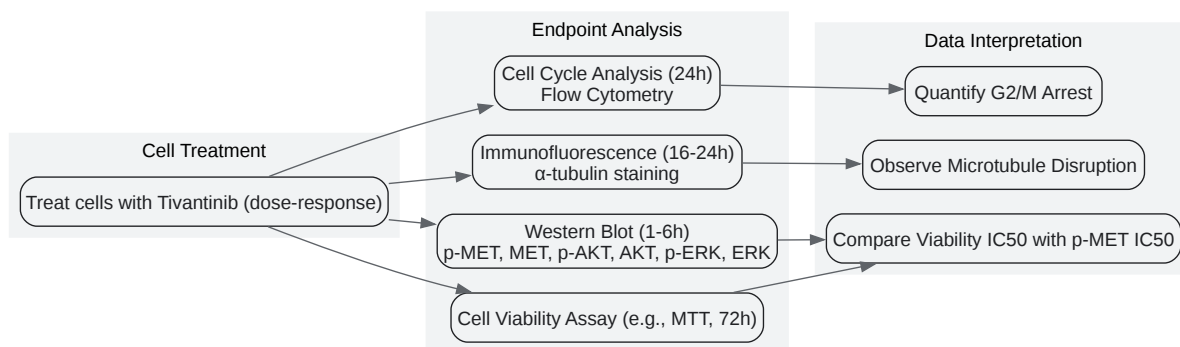 Cell Treatment
Treat cells with Tivantinib (dose-response)
Endpoint Analysis
Cell Cycle Analysis (24h)
Flow Cytometry
Immunofluorescence (16-24h)
α-tubulin staining
Western Blot (1-6h)
p-MET, MET, p-AKT, AKT, p-ERK, ERK
Cell Viability Assay (e.g., MTT, 72h)
Data Interpretation
Quantify G2/M Arrest
Observe Microtubule Disruption
Compare Viability IC50 with p-MET IC50